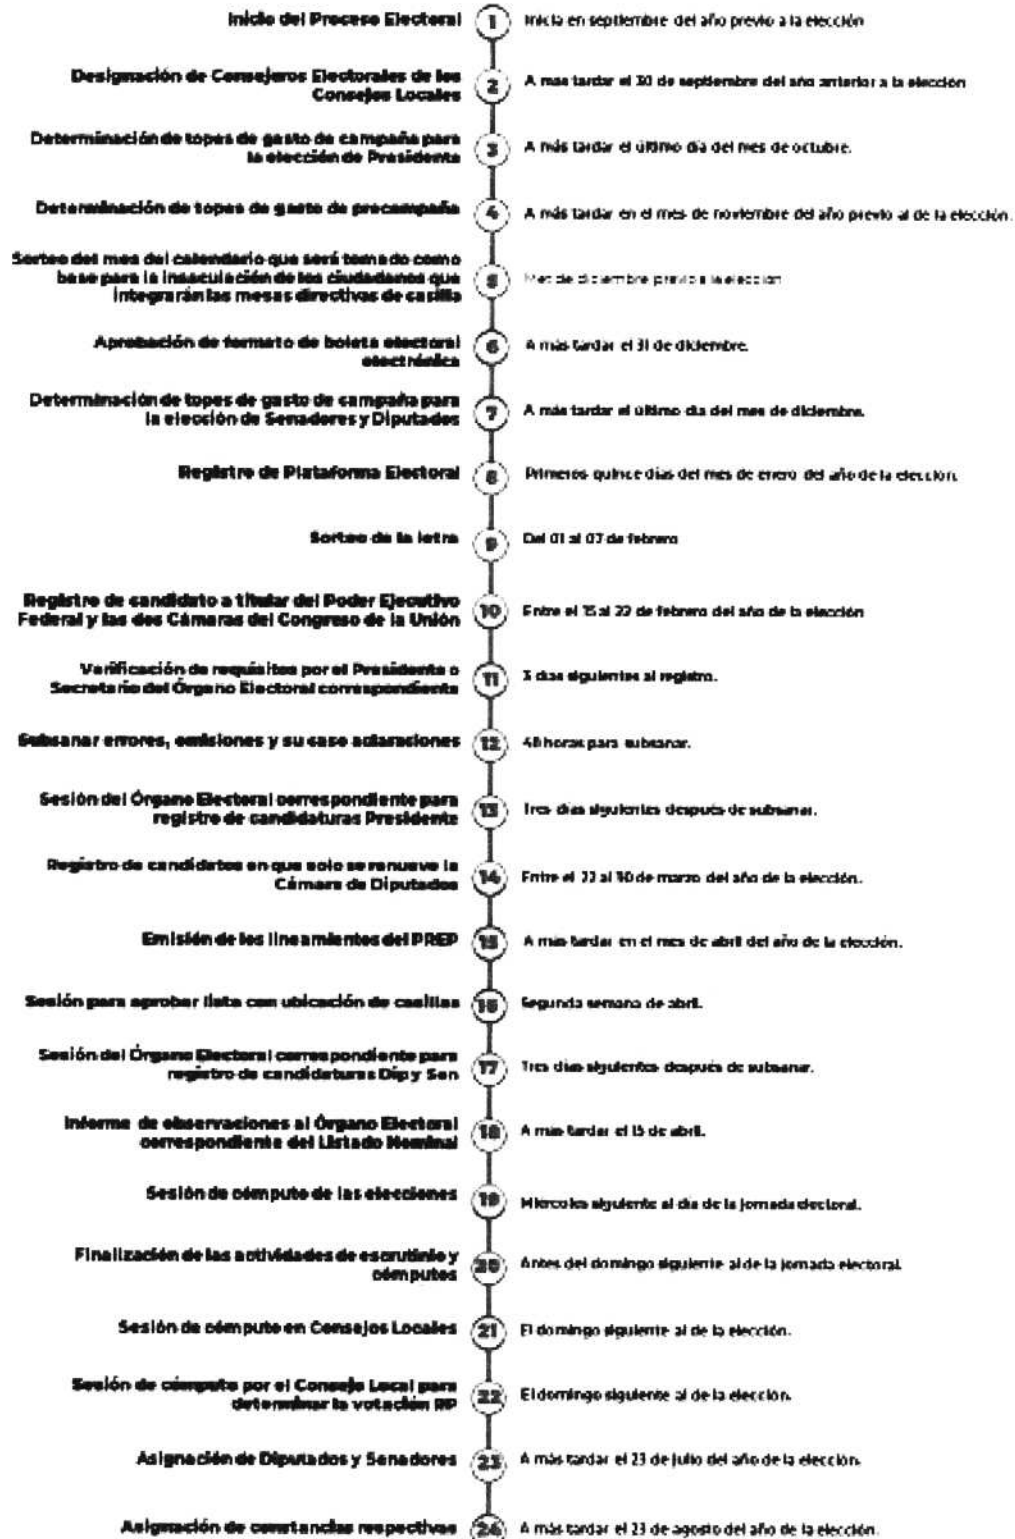 Inicio del Proceso Electoral
1
Inicia en septiembre del año previo a la elección
Designación de Consejeros Electorales de los
Consejos Locales
2
A mas tardar el 30 de septiembre del año anterior a la elección
Determinación de topes de gasto de campaña para
la elección de Presidente
3
A más tardar el último día del mes de octubre.
Determinación de topes de gasto de precampaña
4
A más tardar en el mes de noviembre del año previo al de la elección.
Sorteo del mes del calendario que será tomado como
base para la insaculación de los ciudadanos que
integrarán las mesas directivas de casilla
5
Mes de diciembre previo a la elección
Aprobación de formato de boleta electoral
electrónica
6
A más tardar el 31 de diciembre.
Determinación de topes de gasto de campaña para
la elección de Senadores y Diputados
7
A más tardar el último día del mes de diciembre.
Registro de Plataforma Electoral
8
Primeros quince días del mes de enero del año de la elección.
Sorteo de la letra
9
Del 01 al 07 de febrero
Registro de candidato a titular del Poder Ejecutivo
Federal y las dos Cámaras del Congreso de la Unión
10
Entre el 15 al 22 de febrero del año de la elección
Verificación de requisitos por el Presidente o
Secretario del Órgano Electoral correspondiente
11
3 días siguientes al registro.
Subsanar errores, omisiones y su caso aclaraciones
12
48 horas para subsanar.
Sesión del Órgano Electoral correspondiente para
registro de candidaturas Presidente
13
Tres días siguientes después de subsanar.
Registro de candidatos en que solo se renueve la
Cámara de Diputados
14
Entre el 22 al 30 de marzo del año de la elección.
Emisión de los lineamientos del PREP
15
A más tardar en el mes de abril del año de la elección.
Sesión para aprobar lista con ubicación de casillas
16
Segunda semana de abril.
Sesión del Órgano Electoral correspondiente para
registro de candidaturas Dip y Sen
17
Tres días siguientes después de subsanar.
Informe de observaciones al Órgano Electoral
correspondiente del Listado Nominal
18
A más tardar el 15 de abril.
Sesión de cómputo de las elecciones
19
Miercoles siguiente al día de la jornada electoral.
Finalización de las actividades de escrutinio y
cómputos
20
Antes del domingo siguiente al de la jornada electoral.
Sesión de cómputo en Consejos Locales
21
El domingo siguiente al de la elección.
Sesión de cómputo por el Consejo Local para
determinar la votación RP
22
El domingo siguiente al de la elección.
Asignación de Diputados y Senadores
23
A más tardar el 23 de julio del año de la elección.
Asignación de constancias respectivas
24
A más tardar el 23 de agosto del año de la elección.